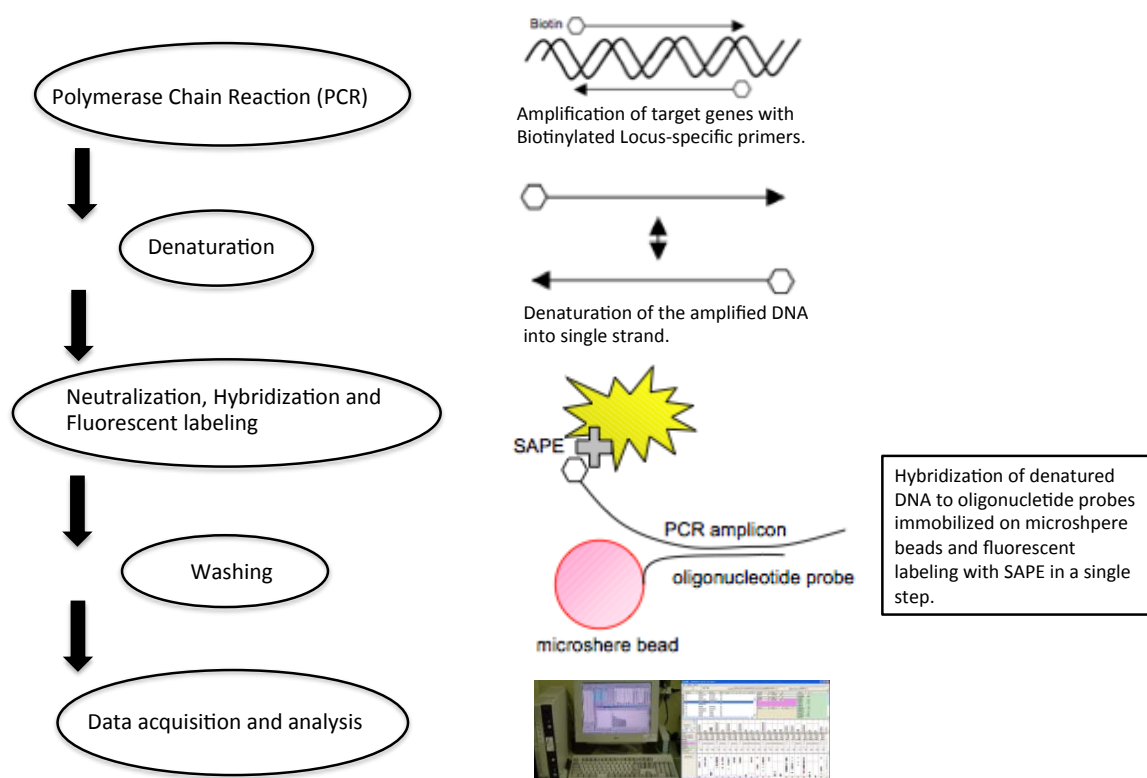 Polymerase Chain Reaction (PCR)
Biotin
Amplification of target genes with
Biotinylated Locus-specific primers.
Denaturation
Denaturation of the amplified DNA
into single strand.
Neutralization, Hybridization and
Fluorescent labeling
SAPE
PCR amplicon
oligonucleotide probe
microshere bead
Hybridization of denatured
DNA to oligonucletide probes
immobilized on microshpere
beads and fluorescent
labeling with SAPE in a single
step.
Washing
Data acquisition and analysis